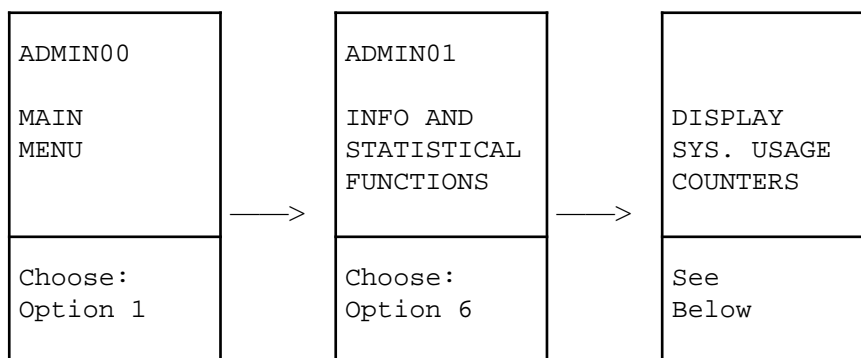 ADMIN00
MAIN
MENU
Choose:
Option 1
ADMIN01
INFO AND
STATISTICAL
FUNCTIONS
Choose:
Option 6
DISPLAY
SYS. USAGE
COUNTERS
See
Below